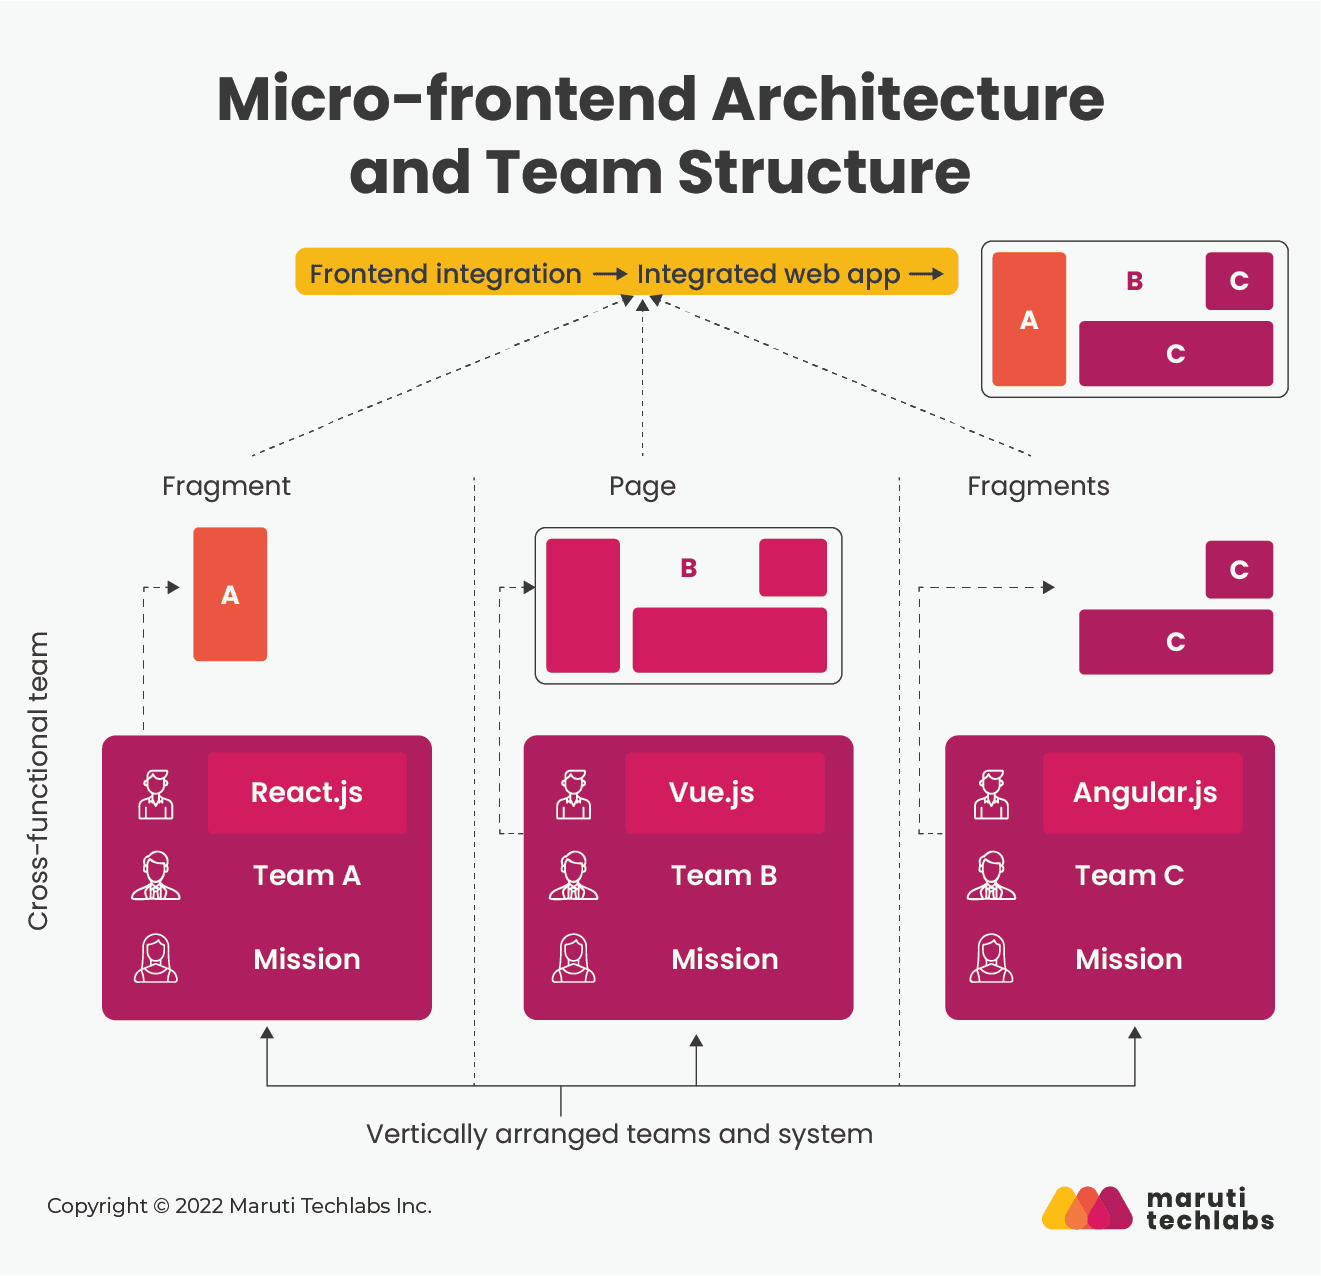 Micro-frontend Architecture
and Team Structure
Frontend integration → Integrated web app →
A
B
C
C
Fragment
Page
Fragments
A
B
C
C
Cross-functional team
React.js
Team A
Mission
Vue.js
Team B
Mission
Angular.js
Team C
Mission
Vertically arranged teams and system
Copyright © 2022 Maruti Techlabs Inc.
maruti
techlabs